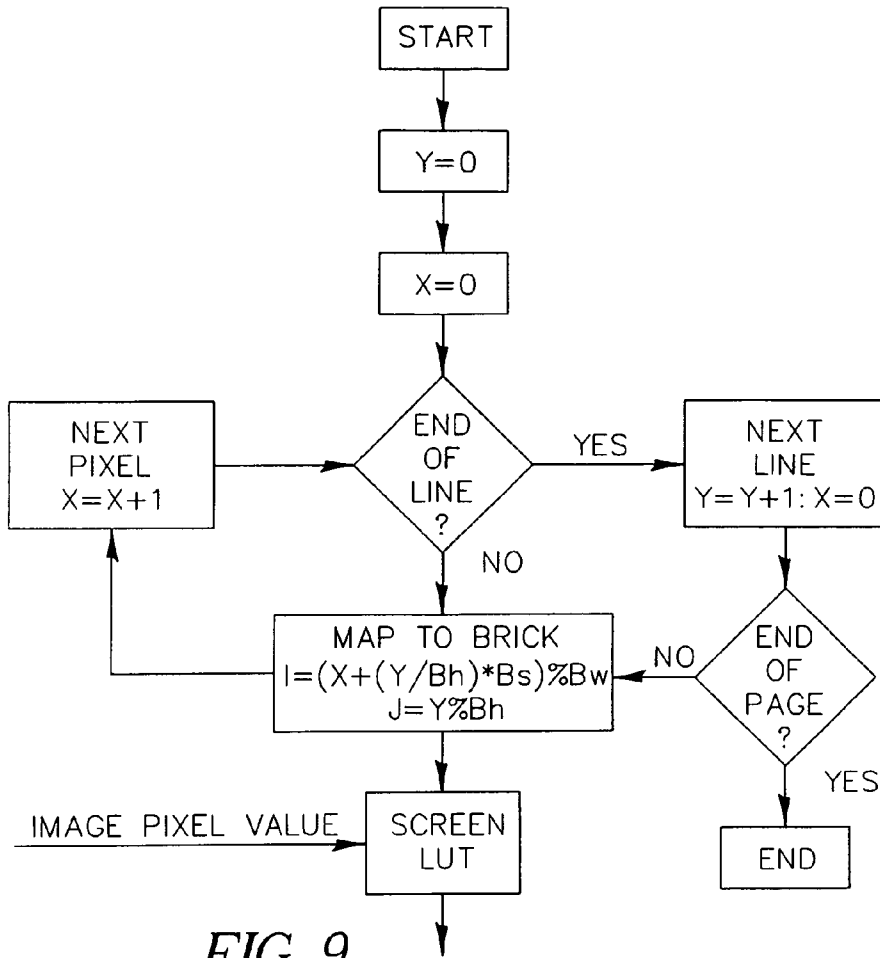 START
Y=0
X=0
END
OF
LINE
?
YES
NO
NEXT
PIXEL
X=X+1
NEXT
LINE
Y=Y+1: X=0
MAP TO BRICK
I=(X+(Y/Bh)*Bs)%Bw
J=Y%Bh
NO
END
OF
PAGE
?
YES
END
IMAGE PIXEL VALUE
SCREEN
LUT
FIG. 9